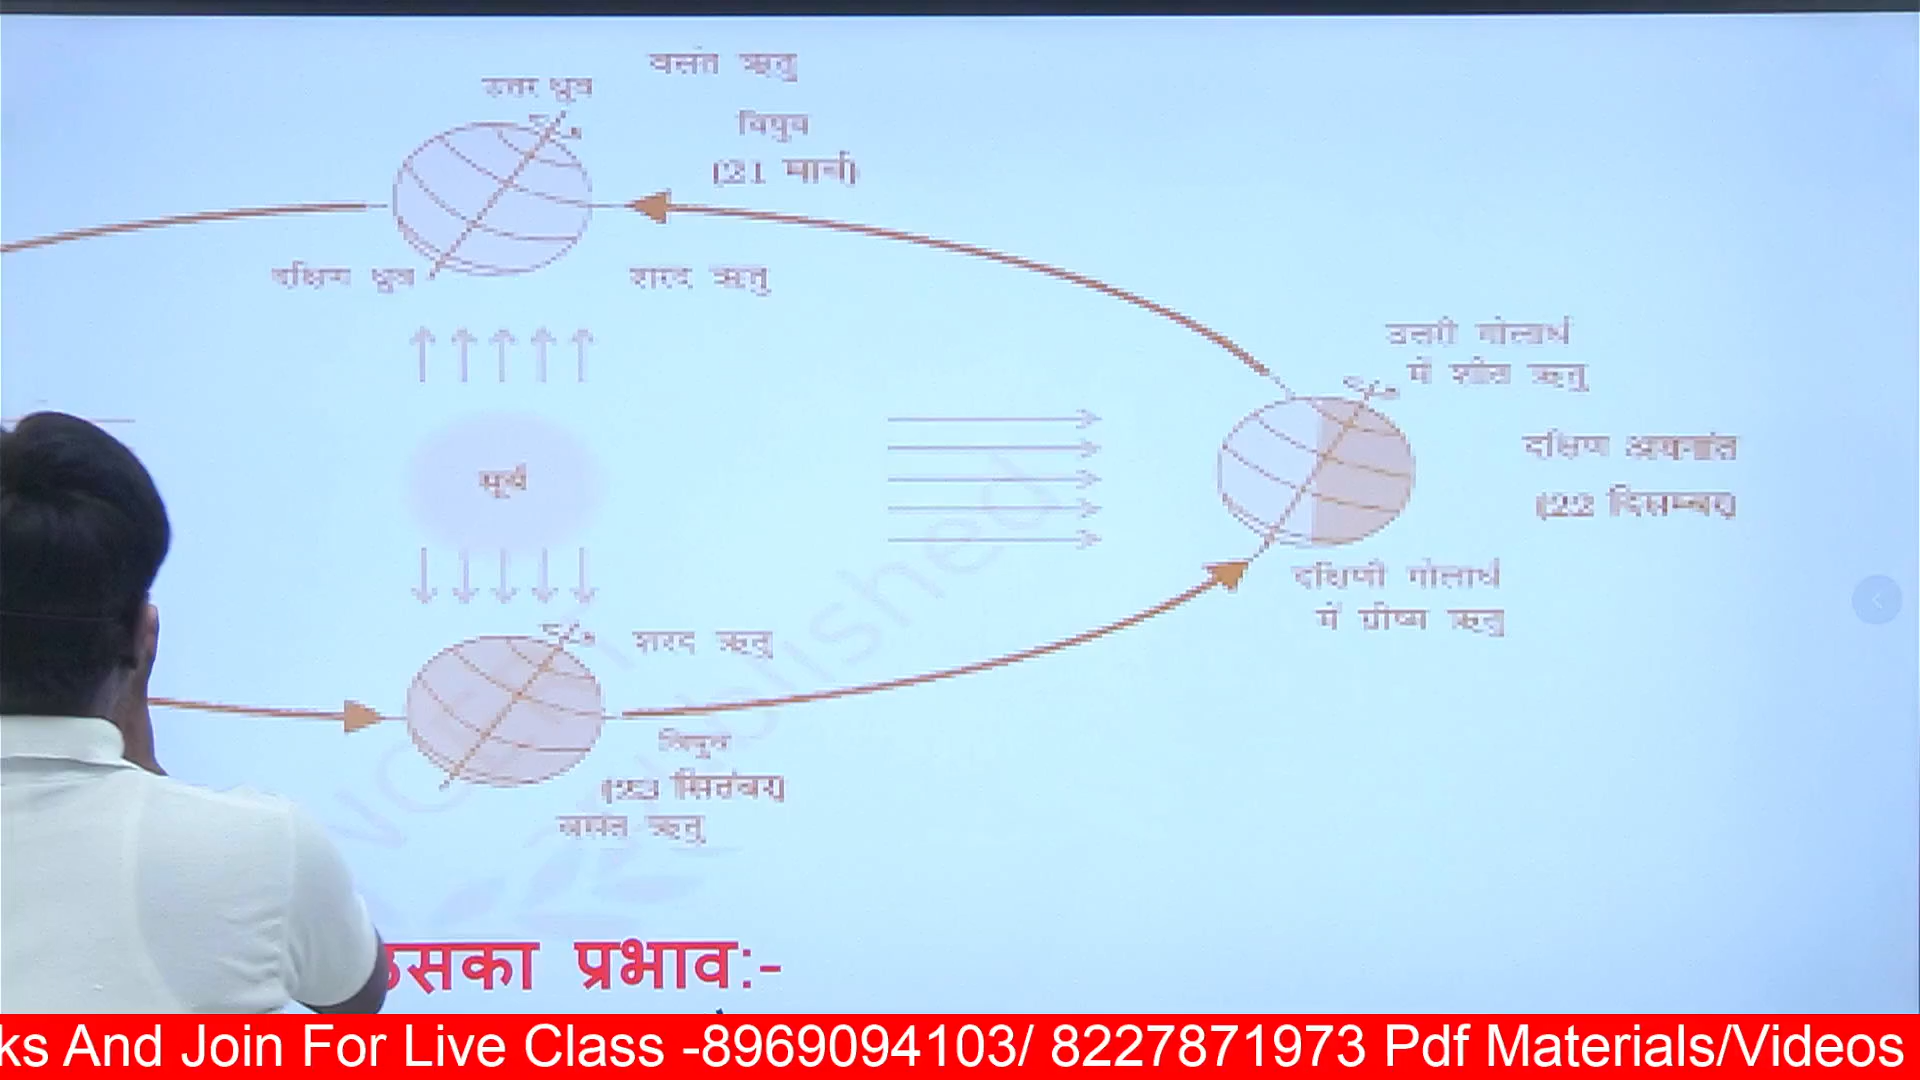 वसंत ऋतु
उत्तर ध्रुव
विषुव
(21 मार्च)
दक्षिण ध्रुव
शरद ऋतु
उत्तरी गोलार्ध
में शीत ऋतु
सूर्य
दक्षिण अयनांत
(22 दिसम्बर)
दक्षिणी गोलार्ध
में ग्रीष्म ऋतु
शरद ऋतु
विषुव
(23 सितंबर)
वसंत ऋतु
उसका प्रभाव:-
ks And Join For Live Class -8969094103/ 8227871973 Pdf Materials/Videos